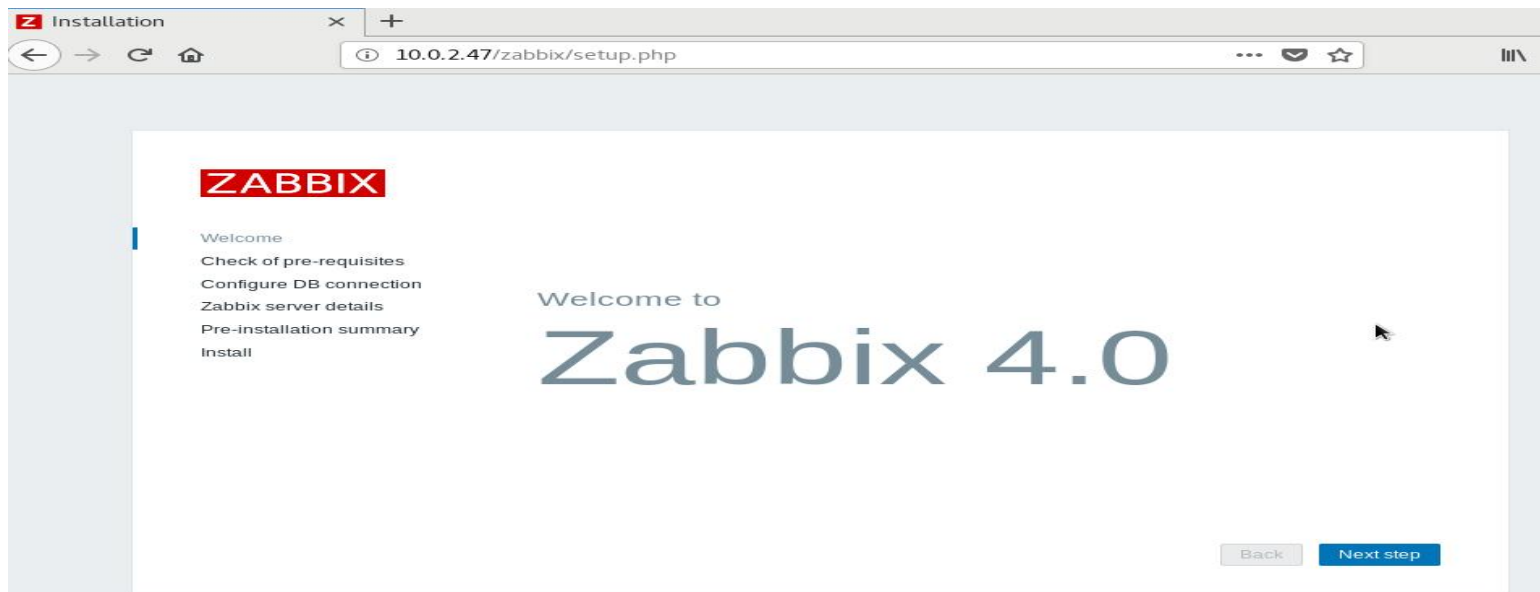 Z Installation
10.0.2.47/zabbix/setup.php
ZABBIX
Welcome
Check of pre-requisites
Configure DB connection
Zabbix server details
Pre-installation summary
Install
Welcome to
Zabbix 4.0
Back
Next step